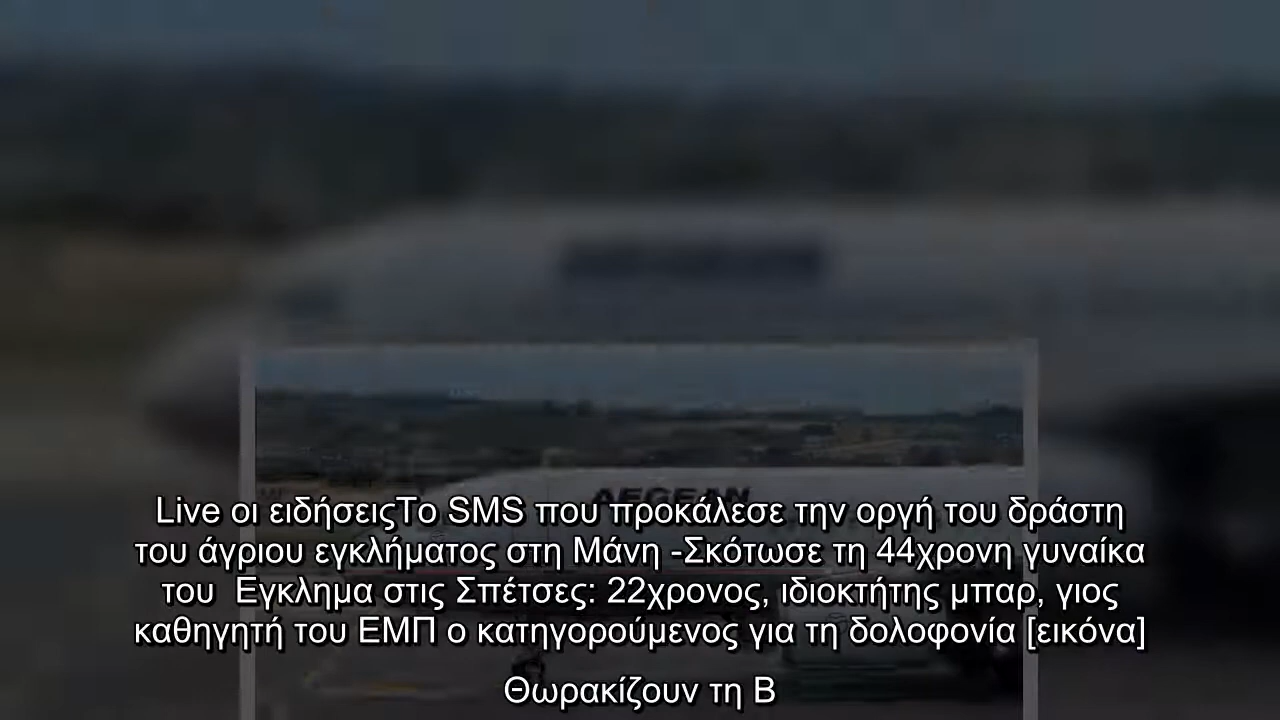 AEGEAN
Live οι ειδήσειςΤο SMS που προκάλεσε την οργή του δράστη
του άγριου εγκλήματος στη Μάνη -Σκότωσε τη 44χρονη γυναίκα
του  Εγκλημα στις Σπέτσες: 22χρονος, ιδιοκτήτης μπαρ, γιος
καθηγητή του ΕΜΠ ο κατηγορούμενος για τη δολοφονία [εικόνα]
Θωρακίζουν τη Β